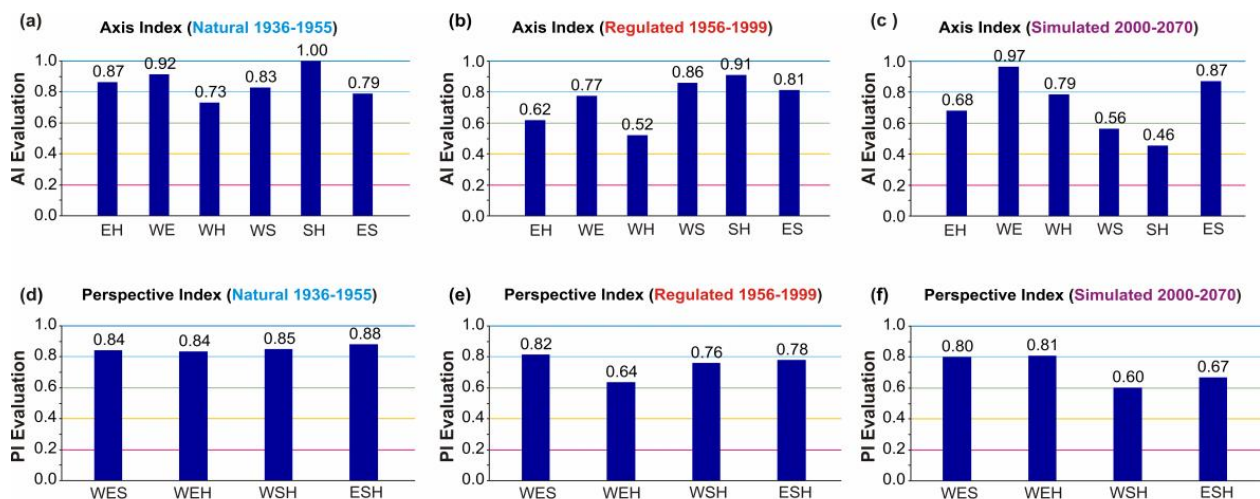 (a) Axis Index (Natural 1936-1955)
AI Evaluation
1.0
0.8
0.6
0.4
0.2
0.0
0.87 0.92 0.73 0.83 1.00 0.79
EH WE WH WS SH ES
(b) Axis Index (Regulated 1956-1999)
AI Evaluation
1.0
0.8
0.6
0.4
0.2
0.0
0.62 0.77 0.52 0.86 0.91 0.81
EH WE WH WS SH ES
(c ) Axis Index (Simulated 2000-2070)
AI Evaluation
1.0
0.8
0.6
0.4
0.2
0.0
0.68 0.97 0.79 0.56 0.46 0.87
EH WE WH WS SH ES
(d) Perspective Index (Natural 1936-1955)
PI Evaluation
1.0
0.8
0.6
0.4
0.2
0.0
0.84 0.84 0.85 0.88
WES WEH WSH ESH
(e) Perspective Index (Regulated 1956-1999)
PI Evaluation
1.0
0.8
0.6
0.4
0.2
0.0
0.82 0.64 0.76 0.78
WES WEH WSH ESH
(f) Perspective Index (Simulated 2000-2070)
PI Evaluation
1.0
0.8
0.6
0.4
0.2
0.0
0.80 0.81 0.60 0.67
WES WEH WSH ESH